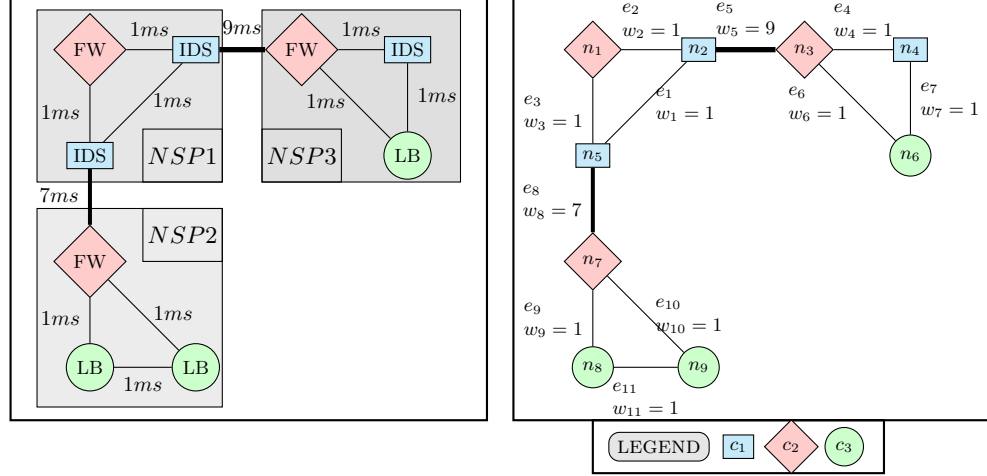 1ms
9ms
1ms
FW
IDS
FW
IDS
1ms
1ms
1ms
1ms
IDS
NSP1
NSP3
LB
7ms
NSP2
FW
1ms
1ms
LB
LB
1ms
e₂
w₂ = 1
e₅
w₅ = 9
e₄
w₄ = 1
n₁
n₂
n₃
n₄
e₃
w₃ = 1
e₁
w₁ = 1
e₆
w₆ = 1
e₇
w₇ = 1
n₅
n₆
e₈
w₈ = 7
n₇
e₉
w₉ = 1
e₁₀
w₁₀ = 1
n₈
n₉
e₁₁
w₁₁ = 1
LEGEND c₁ c₂ c₃